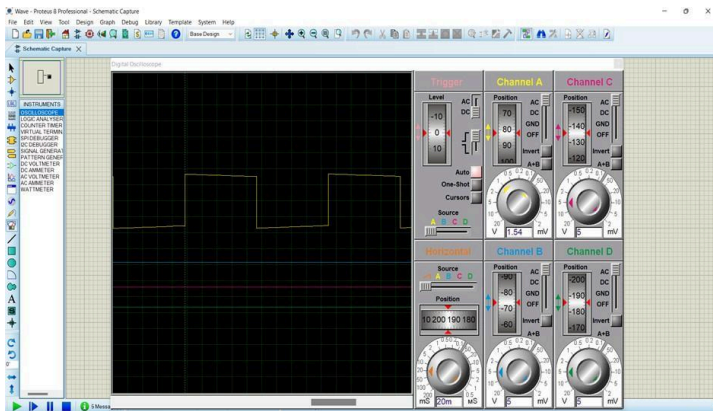 Wave - Proteus 8 Professional - Schematic Capture
File Edit View Tool Design Graph Debug Library Template System Help
Base Design
Schematic Capture
Digital Oscilloscope
INSTRUMENTS
OSCILLOSCOPE
LOGIC ANALYSER
COUNTER TIMER
VIRTUAL TERMIN
SPI DEBUGGER
I2C DEBUGGER
SIGNAL GENERAT
PATTERN GENER
DC VOLTMETER
DC AMMETER
AC VOLTMETER
AC AMMETER
WATTMETER
Trigger
Level
AC
DC
-10
0
10
Auto
One-Shot
Cursors
Source
A B C D
Channel A
Position
AC
DC
GND
OFF
Invert
A+B
70
80
90
100
V 1.54 mV
Channel C
Position
AC
DC
GND
OFF
Invert
A+B
-150
-140
-130
-120
V 5 mV
Horizontal
Source
A B C D
Position
10 200 190 180
mS 20m µS
Channel B
Position
AC
DC
GND
OFF
Invert
A+B
-90
-80
-70
-60
V 5 mV
Channel D
Position
AC
DC
GND
OFF
Invert
A+B
-200
-190
-180
-170
V 5 mV